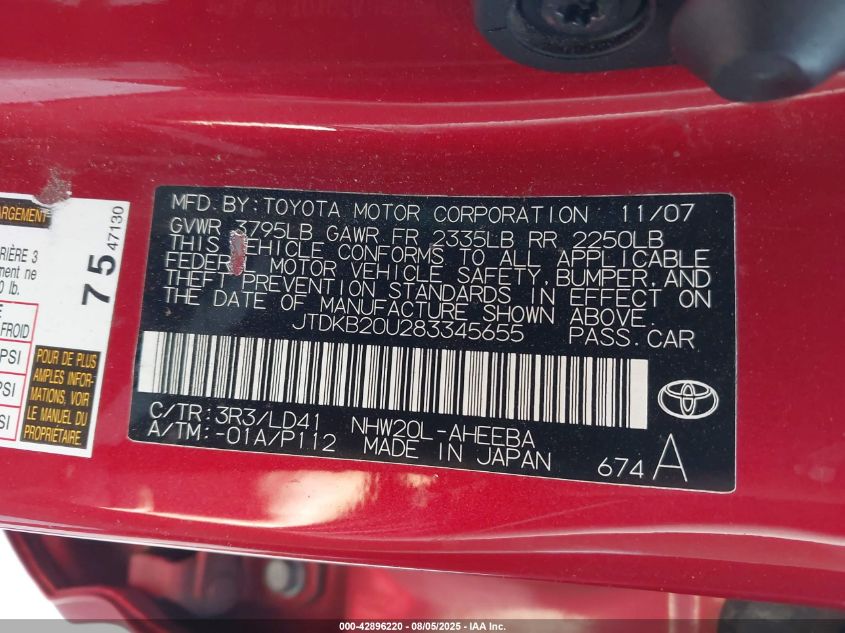 MFD. BY: TOYOTA MOTOR CORPORATION 11/07
GVWR 3795LB GAWR FR 2335LB RR 2250LB
THIS VEHICLE CONFORMS TO ALL APPLICABLE
FEDERAL MOTOR VEHICLE SAFETY, BUMPER, AND
THEFT PREVENTION STANDARDS IN EFFECT ON
THE DATE OF MANUFACTURE SHOWN ABOVE.
JTDKB20U283345655 PASS. CAR
C/TR: 3R3/LD41 NHW20L-AHEEBA
A/TM: -01A/P112 MADE IN JAPAN
674 A
ARGEMENT
IÈRE 3
ment ne
0 lb.
75 47130
FROID
PSI
PSI
PSI
POUR DE PLUS
AMPLES INFOR-
MATIONS, VOIR
LE MANUEL DU
PROPRIETAIRE
000-42896220 - 08/05/2025 - IAA Inc.